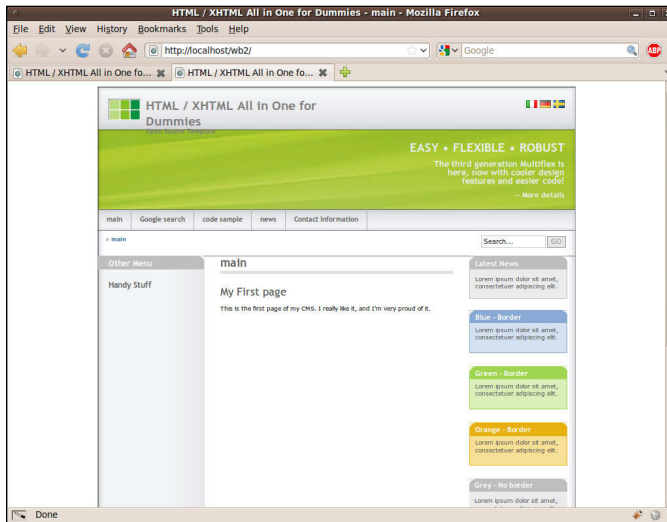 HTML / XHTML All in One for Dummies - main - Mozilla Firefox
File Edit View History Bookmarks Tools Help
http://localhost/wb2/
Google
ABP
HTML / XHTML All in One fo...
HTML / XHTML All in One fo...
HTML / XHTML All in One for
Dummies
Open Source Template
EASY • FLEXIBLE • ROBUST
The third generation Multiflex is
here, now with cooler design
features and easier code!
›› More details
main Google search code sample news Contact Information
» main
Search... GO
Other Menu
Handy Stuff
main
My First page
This is the first page of my CMS. I really like it, and I'm very proud of it.
Latest News
Lorem ipsum dolor sit amet,
consectetuer adipiscing elit.
Blue - Border
Lorem ipsum dolor sit amet,
consectetuer adipiscing elit.
Green - Border
Lorem ipsum dolor sit amet,
consectetuer adipiscing elit.
Orange - Border
Lorem ipsum dolor sit amet,
consectetuer adipiscing elit.
Grey - No border
Lorem ipsum dolor sit amet,
Done